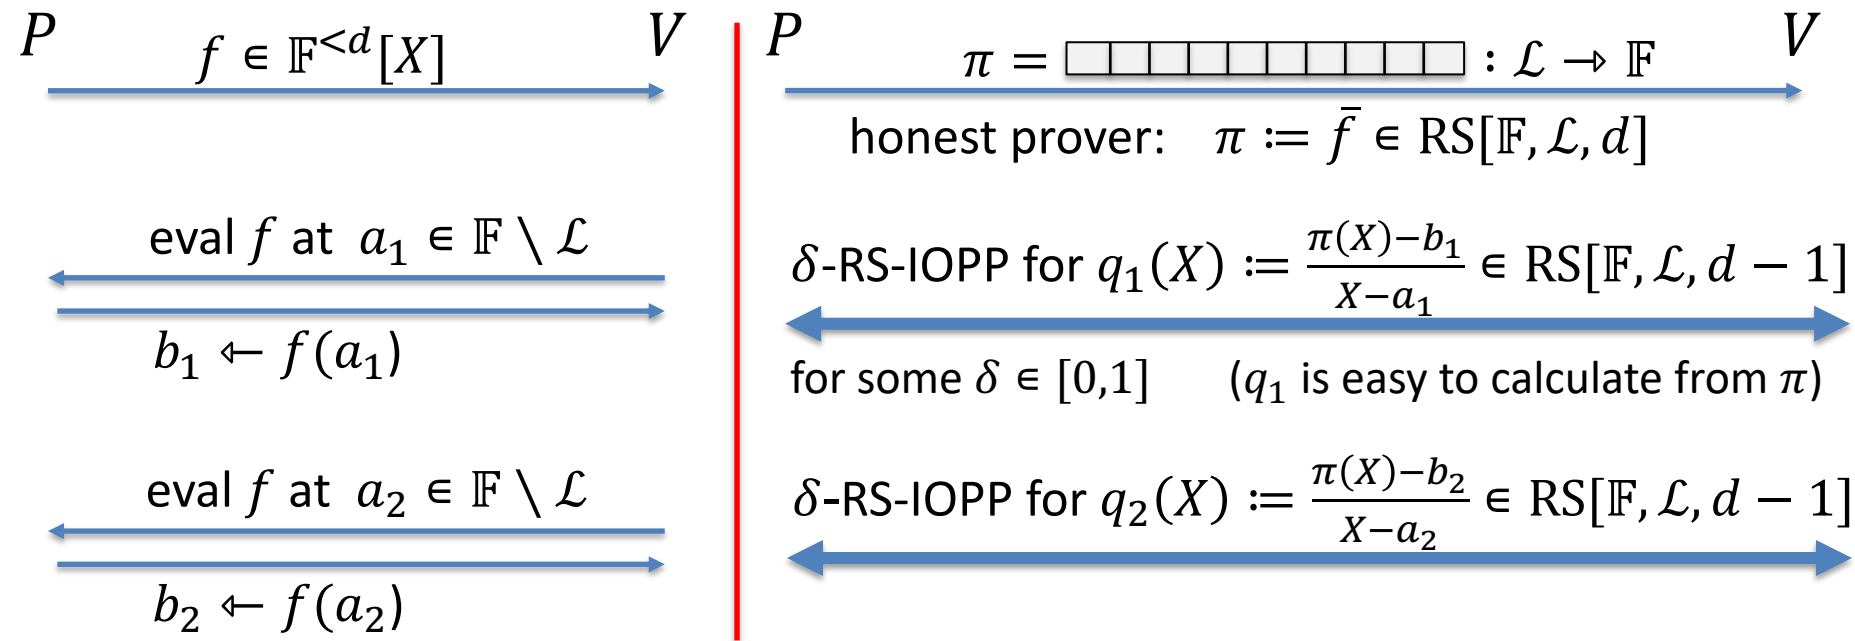 P V
f ∈ 𝔽^{<d}[X]
eval f at a₁ ∈ 𝔽 \ ℒ
b₁ ← f(a₁)
eval f at a₂ ∈ 𝔽 \ ℒ
b₂ ← f(a₂)
P V
π = : ℒ → 𝔽
honest prover: π := f̄ ∈ RS[𝔽, ℒ, d]
δ-RS-IOPP for q₁(X) := (π(X)−b₁)/(X−a₁) ∈ RS[𝔽, ℒ, d − 1]
for some δ ∈ [0,1] (q₁ is easy to calculate from π)
δ-RS-IOPP for q₂(X) := (π(X)−b₂)/(X−a₂) ∈ RS[𝔽, ℒ, d − 1]